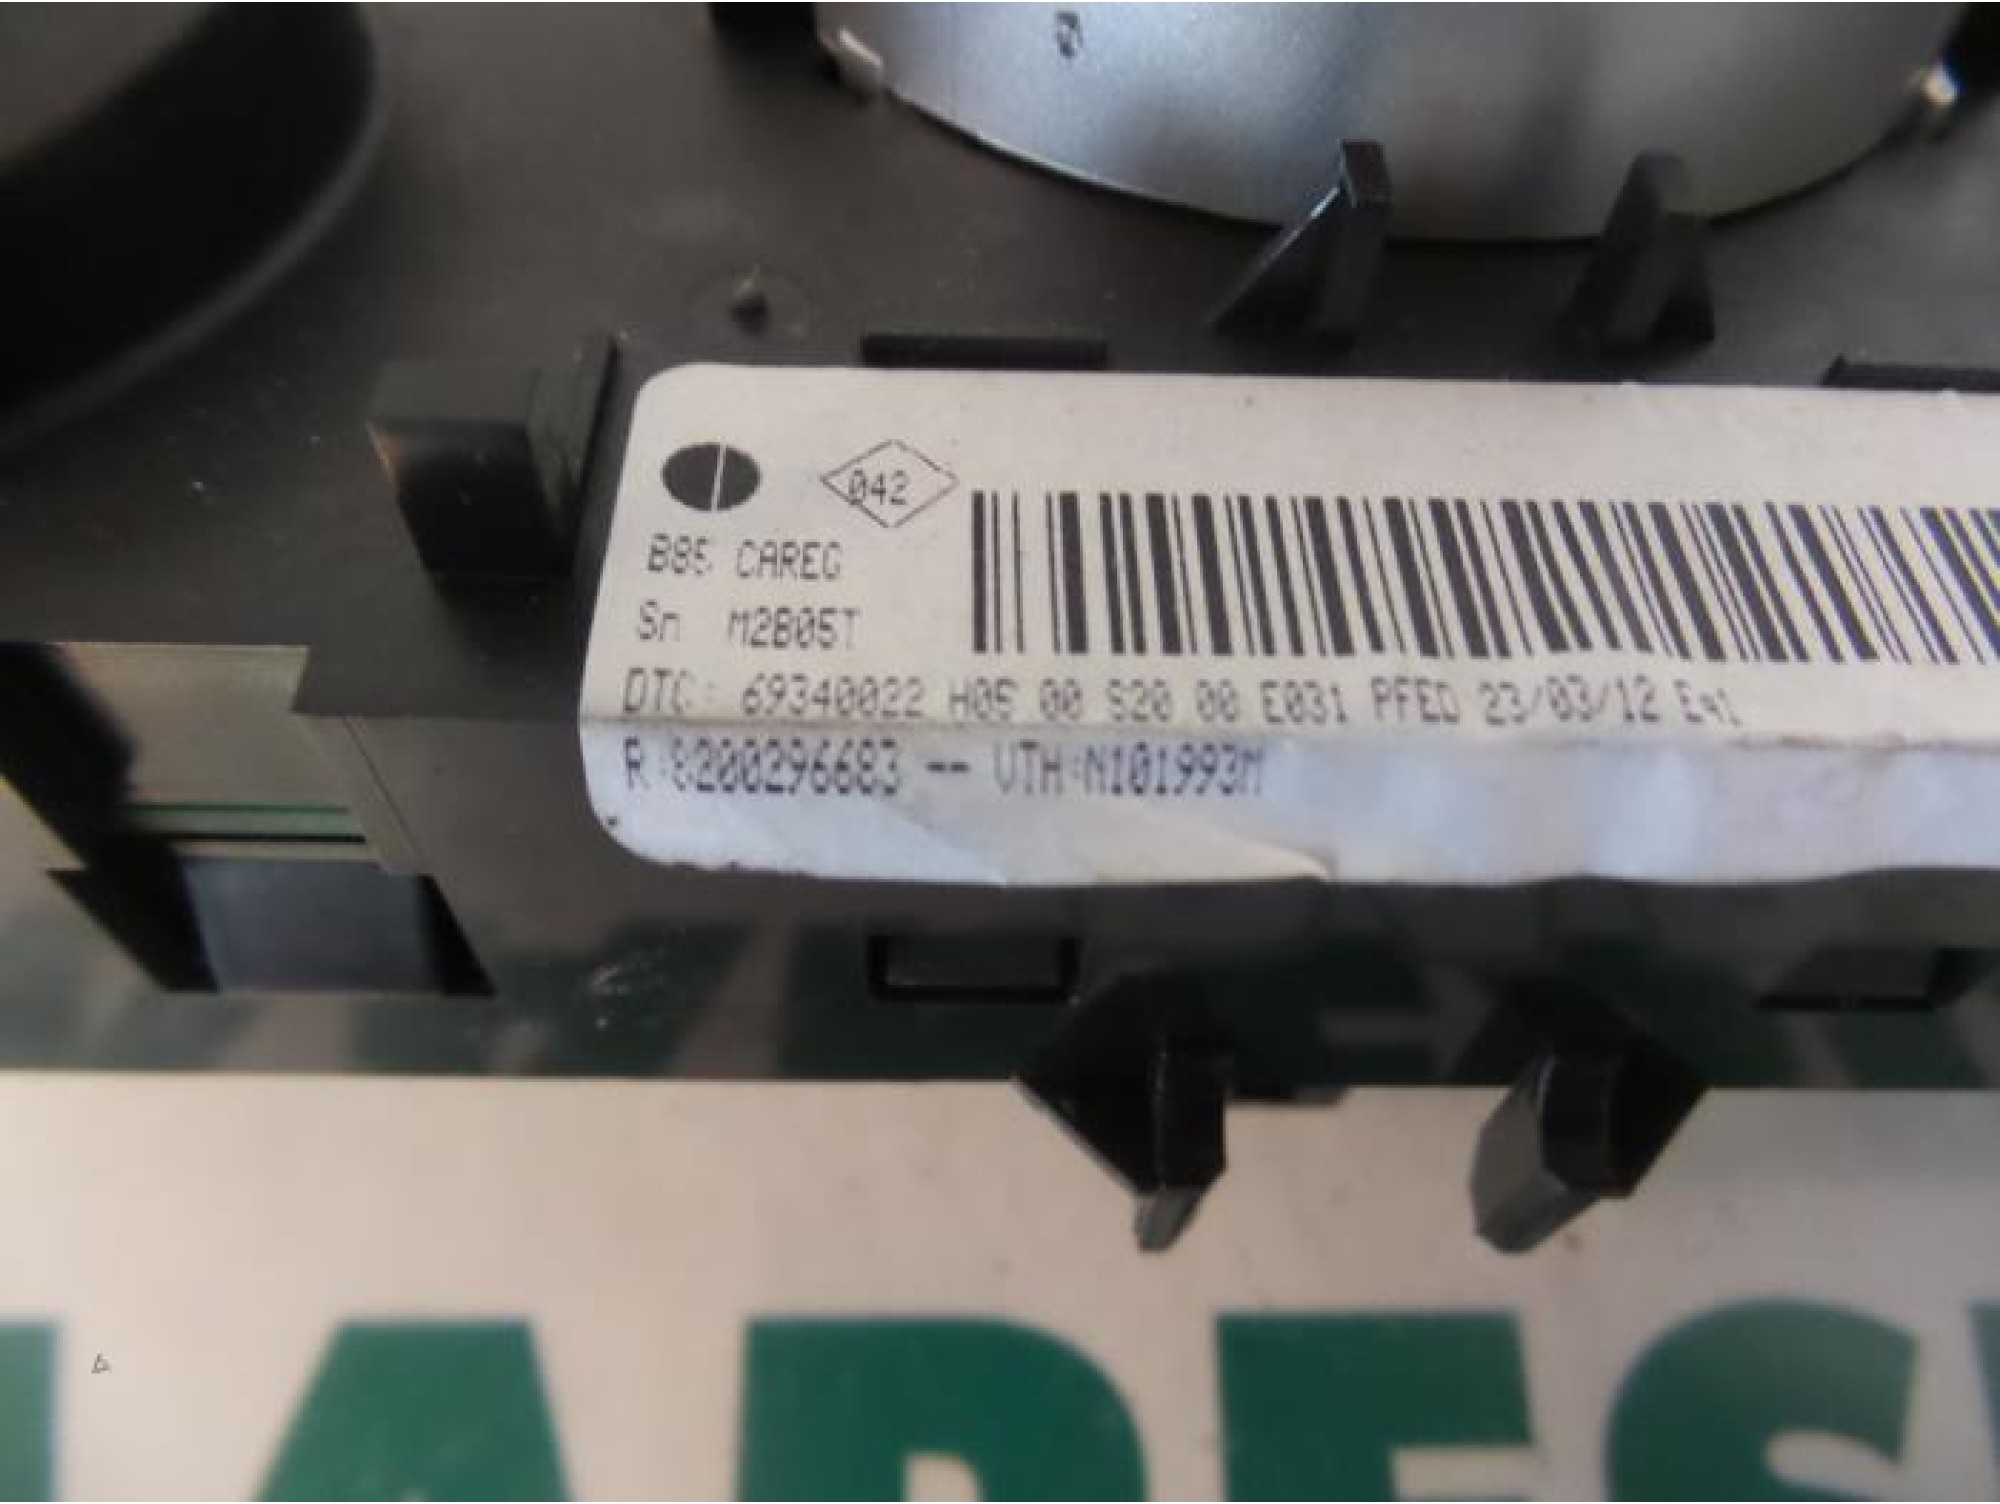 042
B85 CAREG
Sn M2B05T
DTC: 69340022 H05 00 S20 00 E031 PFED 23/03/12 Eq1
R:8200296683 -- VTH:N101993M